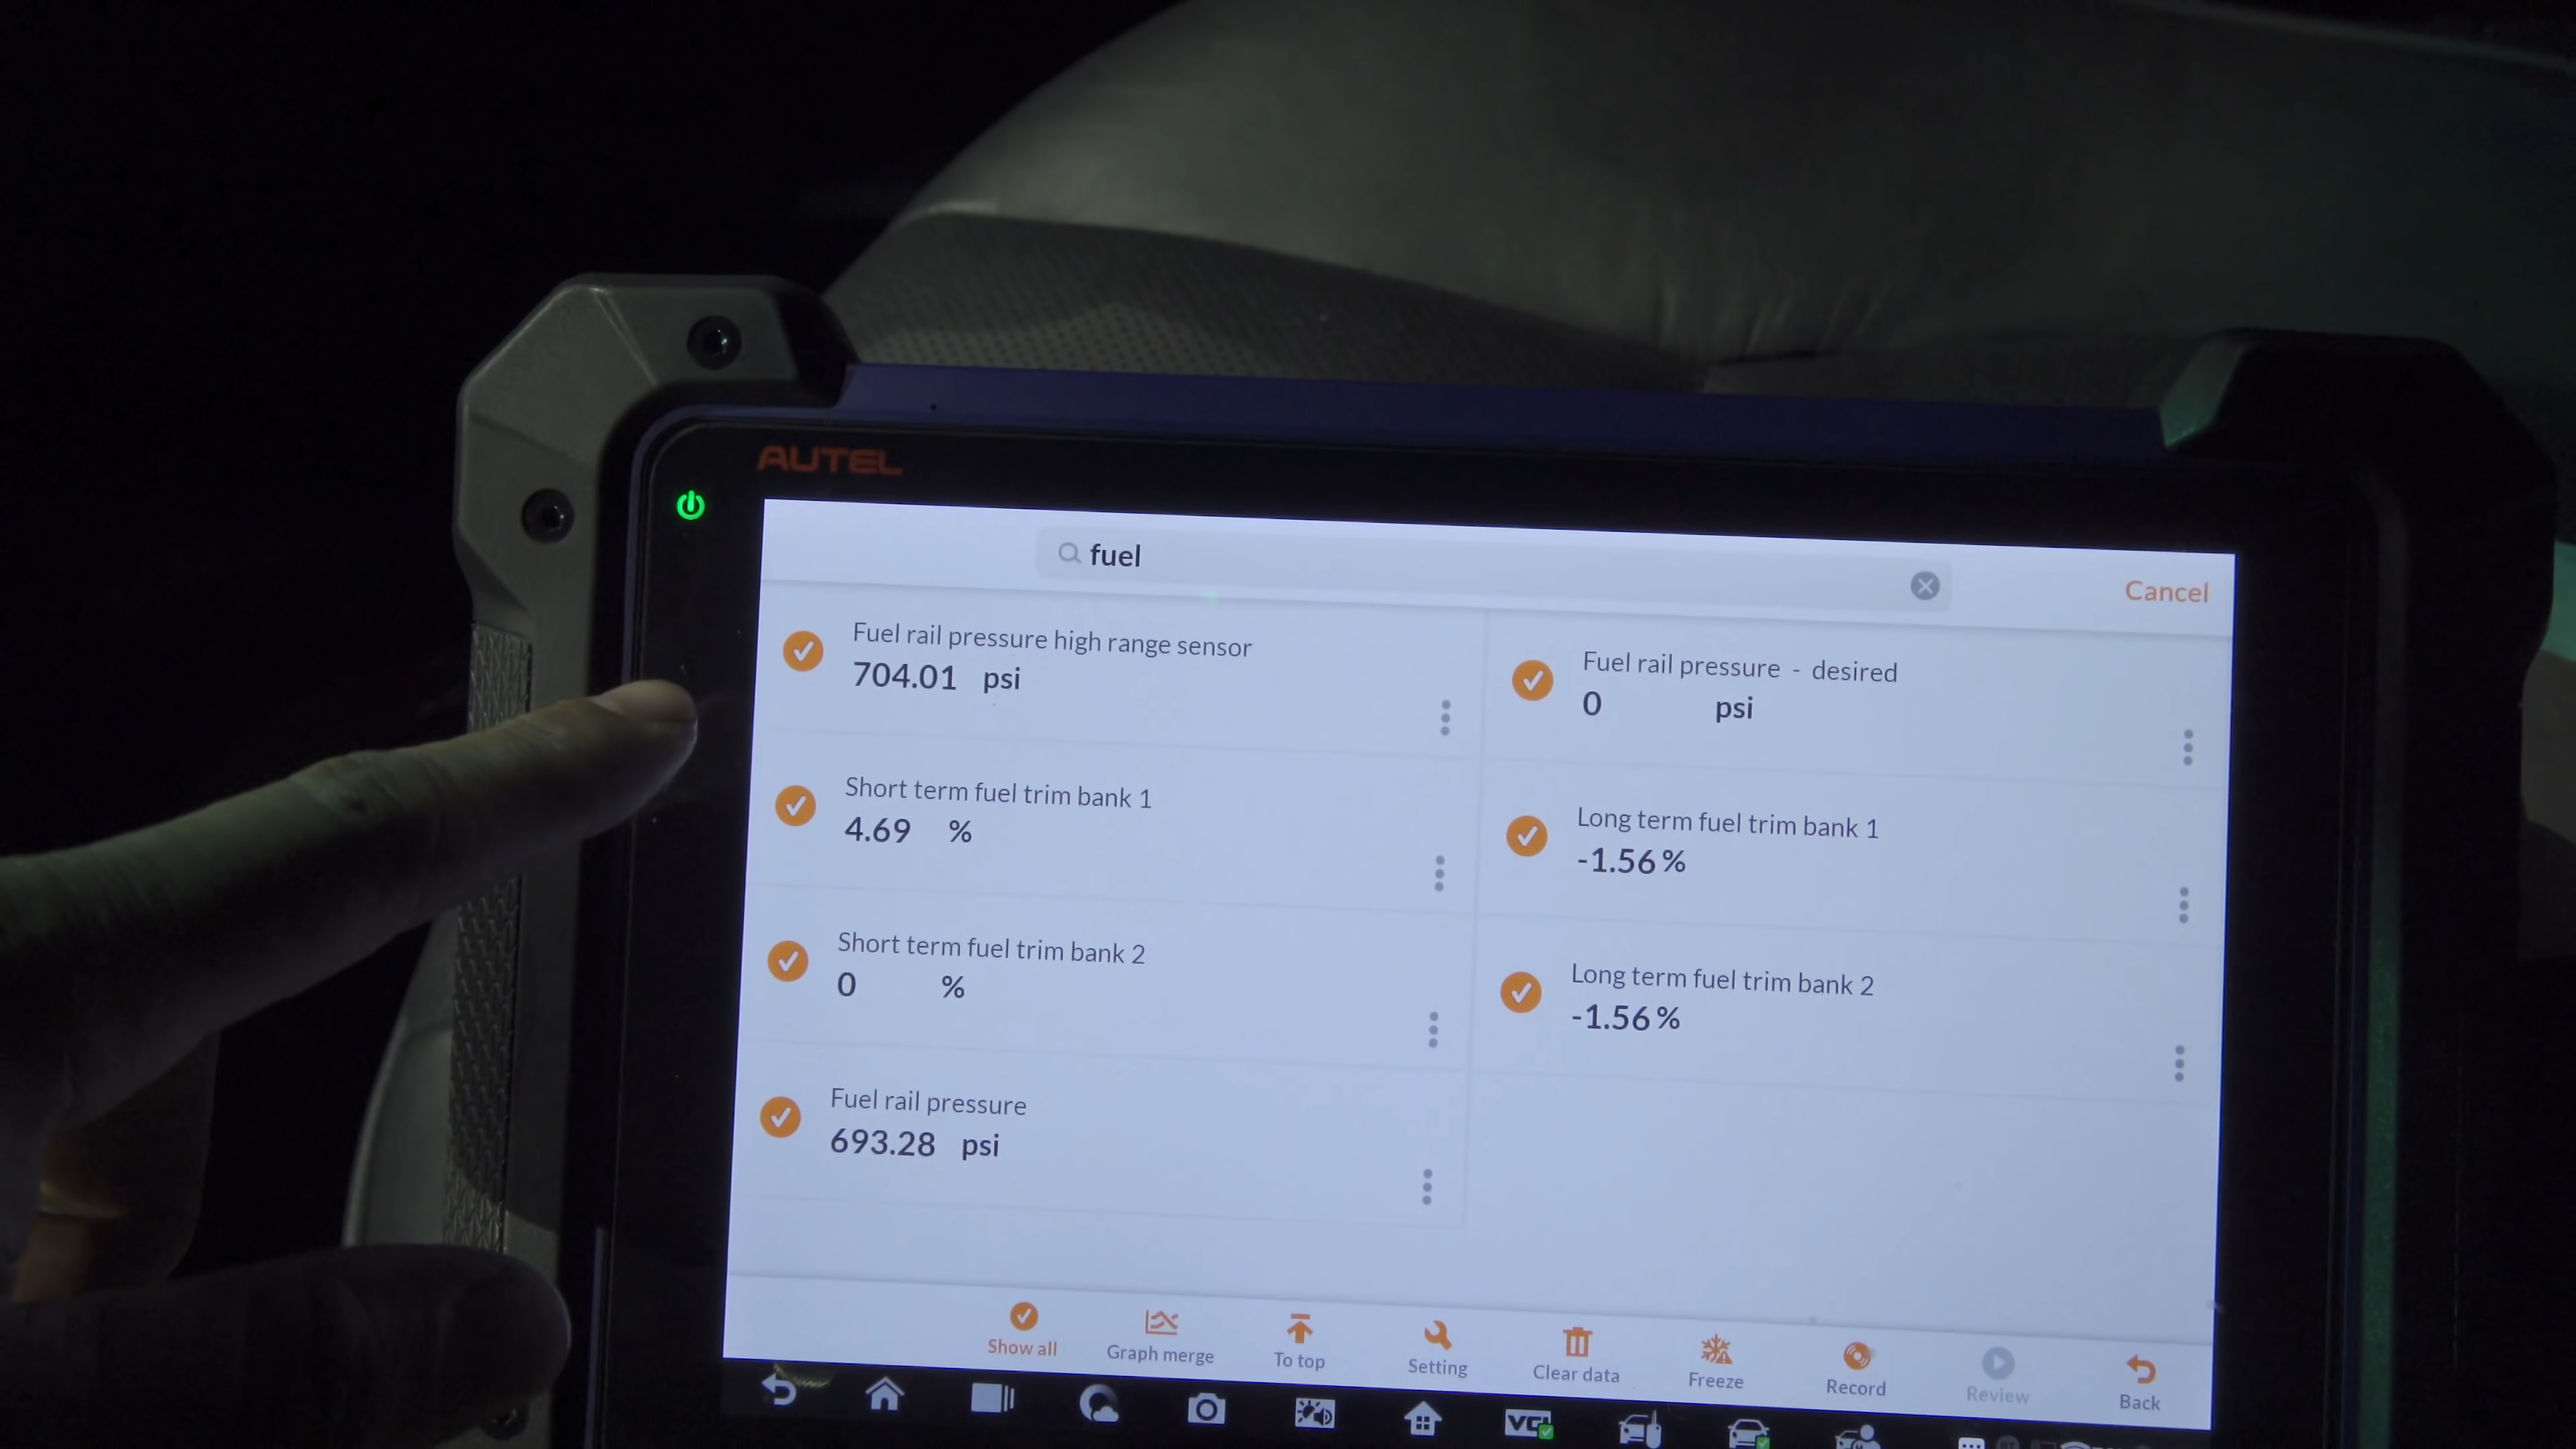 AUTEL
fuel
Cancel
Fuel rail pressure high range sensor
704.01 psi
Fuel rail pressure - desired
0 psi
Short term fuel trim bank 1
4.69 %
Long term fuel trim bank 1
-1.56 %
Short term fuel trim bank 2
0 %
Long term fuel trim bank 2
-1.56 %
Fuel rail pressure
693.28 psi
Show all
Graph merge
To top
Setting
Clear data
Freeze
Record
Review
Back
VCI